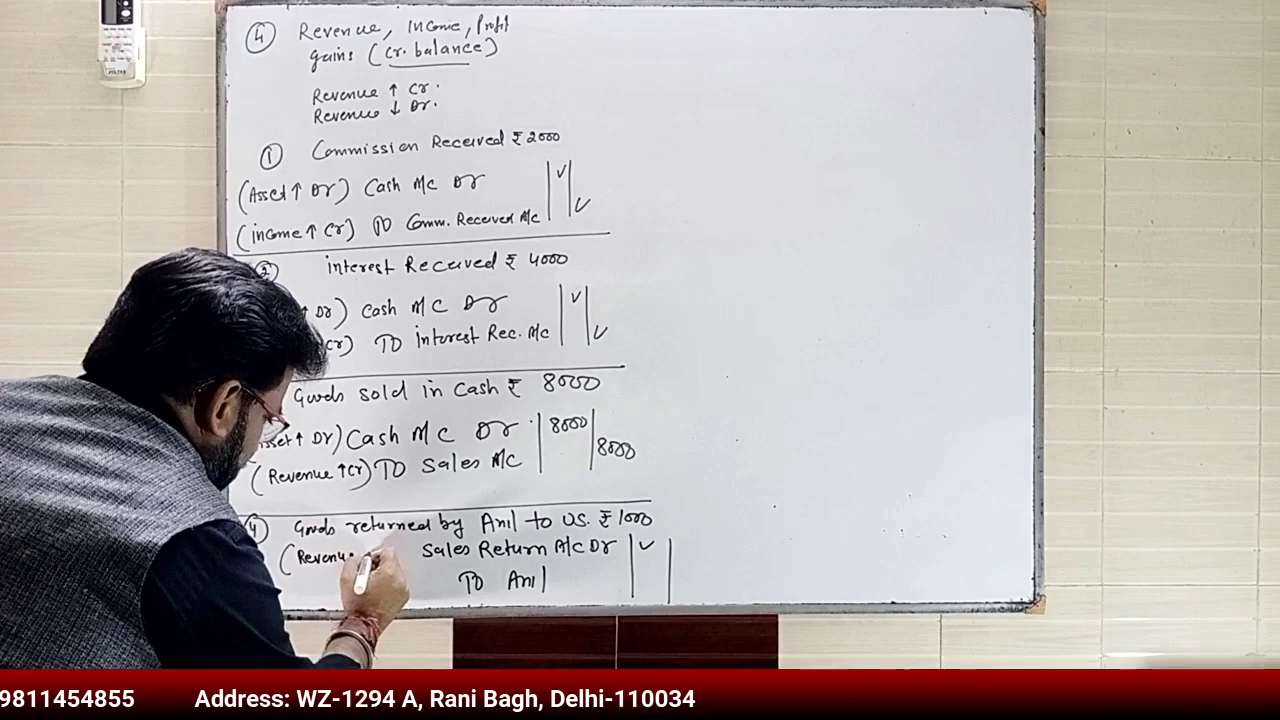 ④ Revenue, Income, Profit
gains (Cr. balance)
Revenue ↑ Cr.
Revenue ↓ Dr.
① Commission Received ₹ 2000
(Asset ↑ Dr) Cash A/c Dr
(income ↑ Cr) To Comm. Received A/c
interest Received ₹ 4000
↑ Dr) Cash A/c Dr
Cr) To interest Rec. A/c
Goods sold in Cash ₹ 8000
sset ↑ Dr) Cash A/c Dr. 8000
(Revenue ↑ Cr) To Sales A/c 8000
④ Goods returned by Anil to us. ₹ 1000
(Revenue Sales Return A/c Dr
To Anil
9811454855 Address: WZ-1294 A, Rani Bagh, Delhi-110034